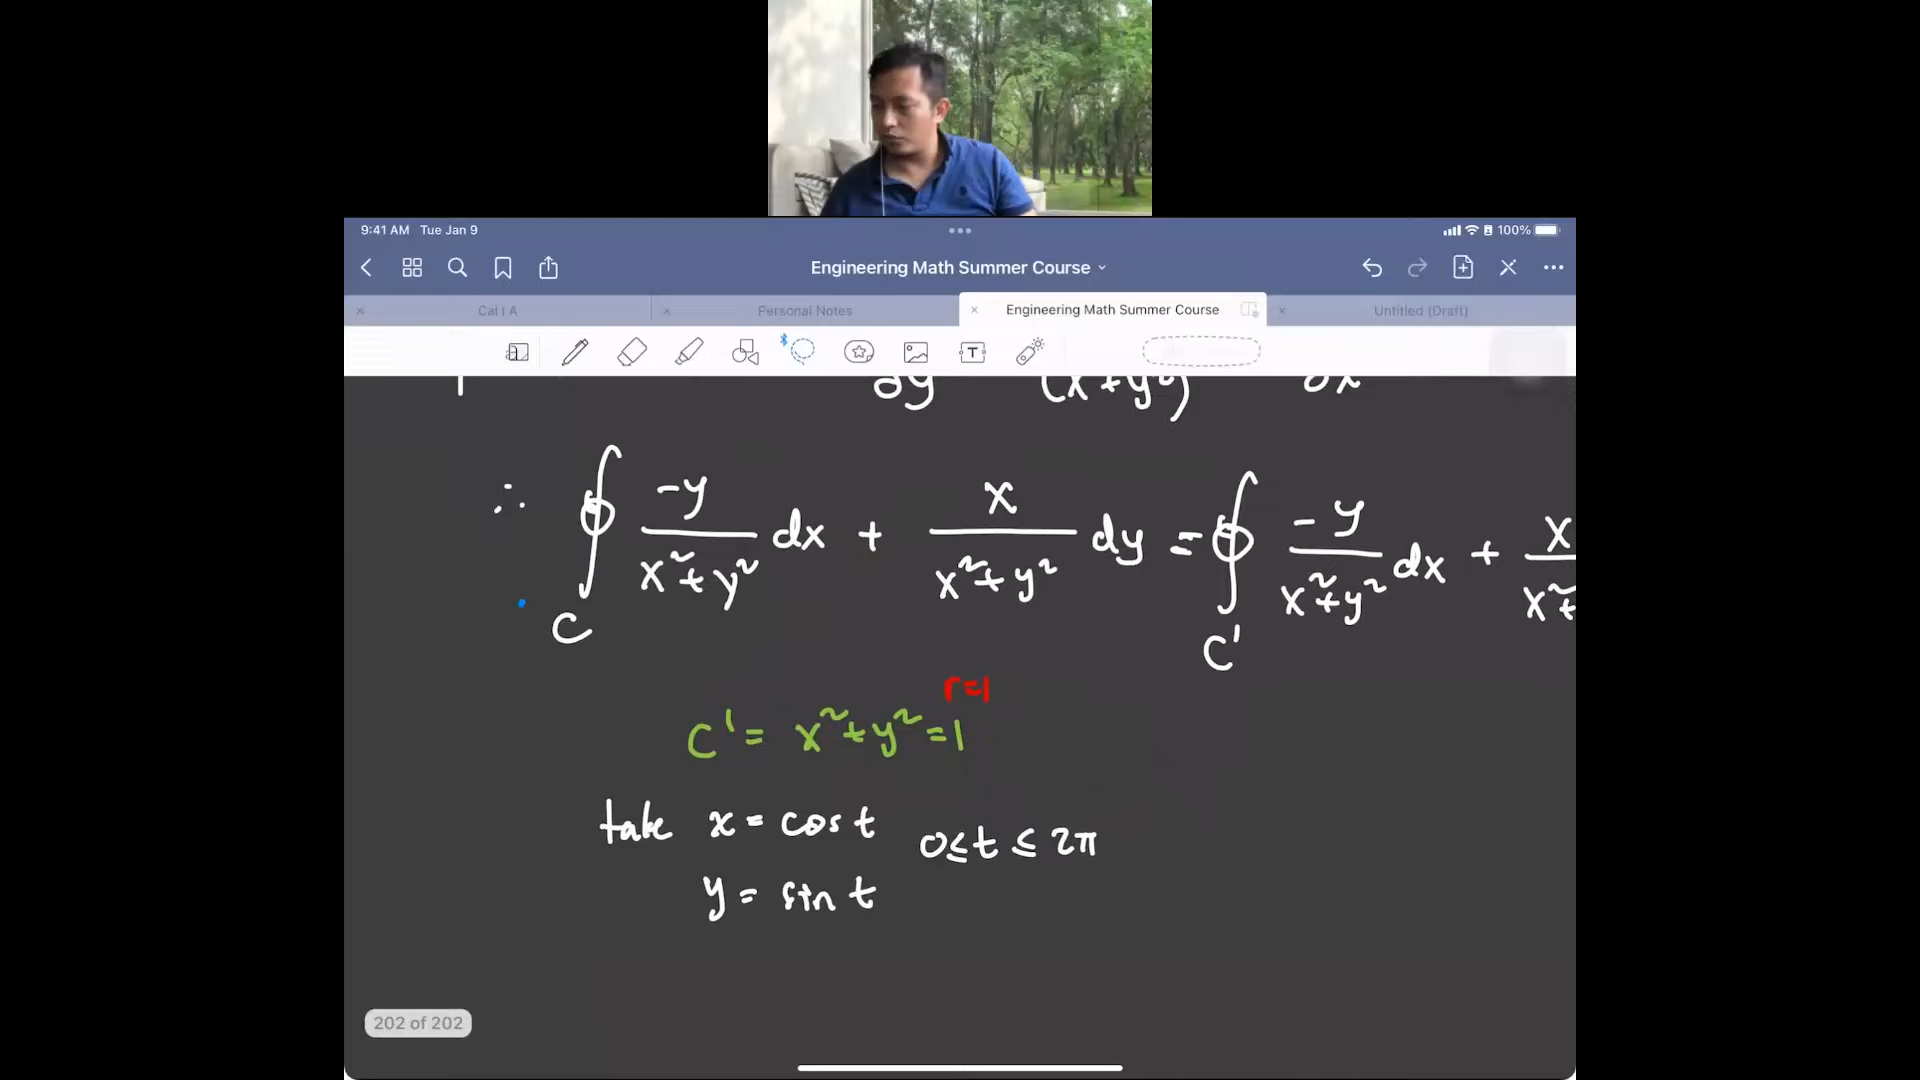 9:41 AM Tue Jan 9
100%
Engineering Math Summer Course
Cal I A
Personal Notes
Engineering Math Summer Course
Untitled (Draft)
∂y (x²+y²) ∂x
∴ ∮_C -y/(x²+y²) dx + x/(x²+y²) dy = ∮_C' -y/(x²+y²) dx + x/x²+
r=1
C' = x²+y² = 1
take x = cos t 0≤t≤2π
y = sin t
202 of 202